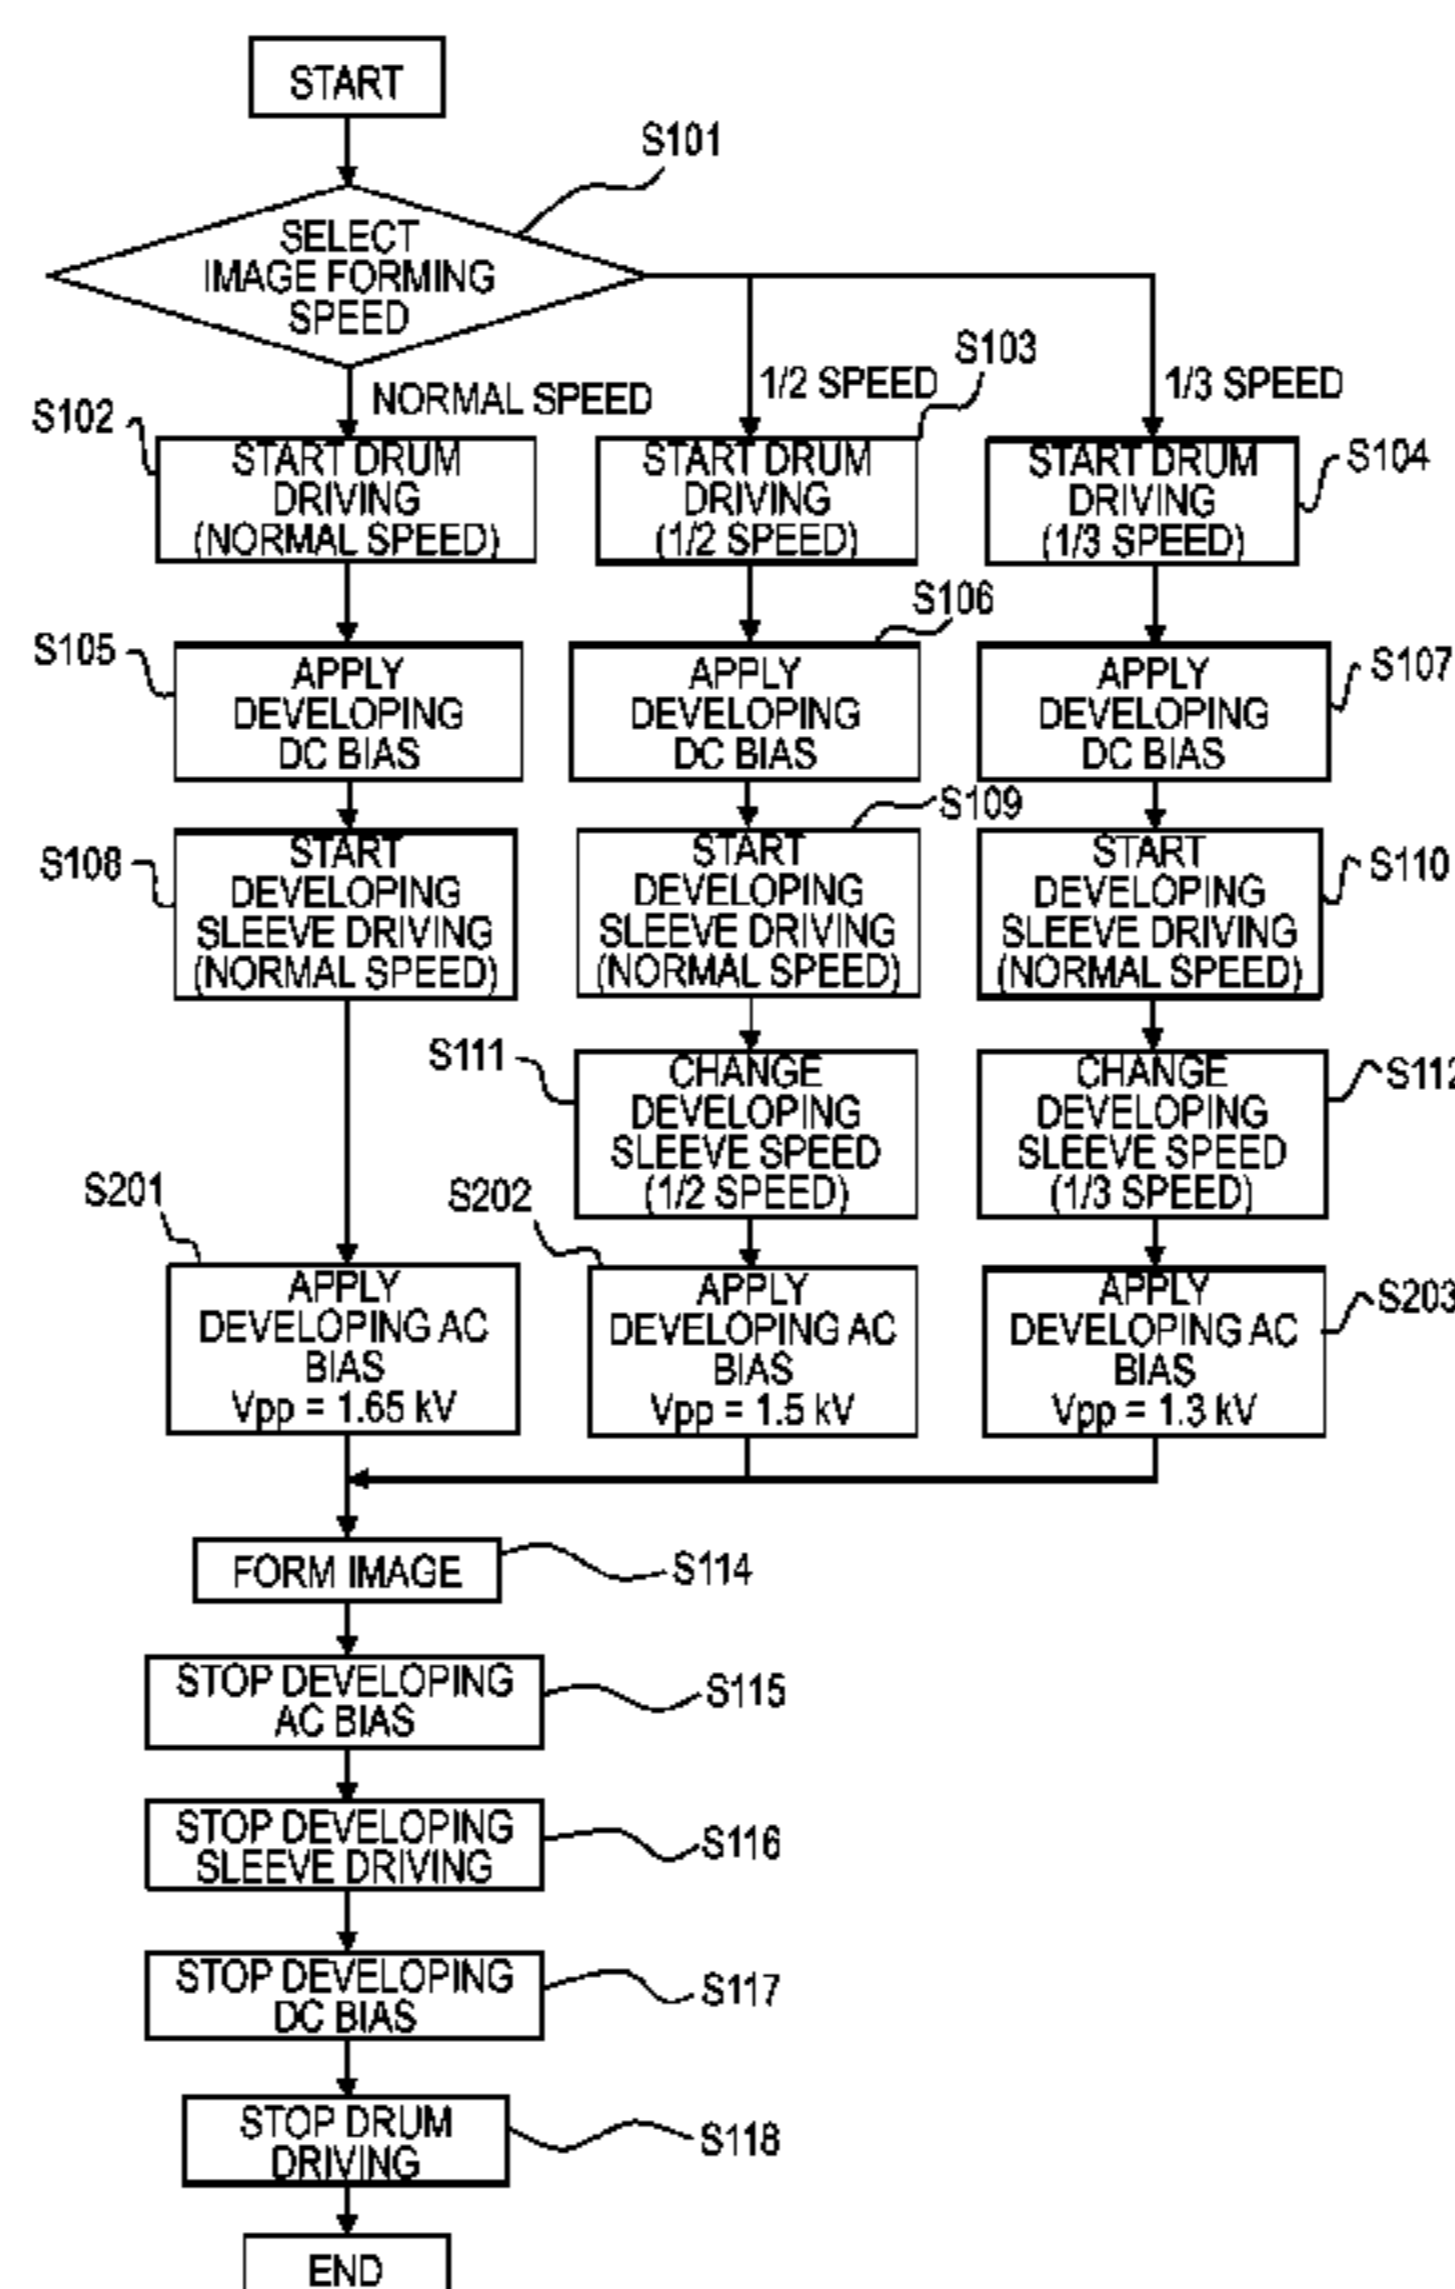 START
S101
SELECT
IMAGE FORMING
SPEED
S102
NORMAL SPEED
1/2 SPEED
S103
1/3 SPEED
START DRUM
DRIVING
(NORMAL SPEED)
START DRUM
DRIVING
(1/2 SPEED)
START DRUM
DRIVING
(1/3 SPEED)
S104
S105
APPLY
DEVELOPING
DC BIAS
S106
APPLY
DEVELOPING
DC BIAS
S107
APPLY
DEVELOPING
DC BIAS
S108
START
DEVELOPING
SLEEVE DRIVING
(NORMAL SPEED)
S109
START
DEVELOPING
SLEEVE DRIVING
(NORMAL SPEED)
S110
START
DEVELOPING
SLEEVE DRIVING
(NORMAL SPEED)
S111
CHANGE
DEVELOPING
SLEEVE SPEED
(1/2 SPEED)
S112
CHANGE
DEVELOPING
SLEEVE SPEED
(1/3 SPEED)
S201
APPLY
DEVELOPING AC
BIAS
Vpp = 1.65 kV
S202
APPLY
DEVELOPING AC
BIAS
Vpp = 1.5 kV
S203
APPLY
DEVELOPING AC
BIAS
Vpp = 1.3 kV
FORM IMAGE
S114
STOP DEVELOPING
AC BIAS
S115
STOP DEVELOPING
SLEEVE DRIVING
S116
STOP DEVELOPING
DC BIAS
S117
STOP DRUM
DRIVING
S118
END